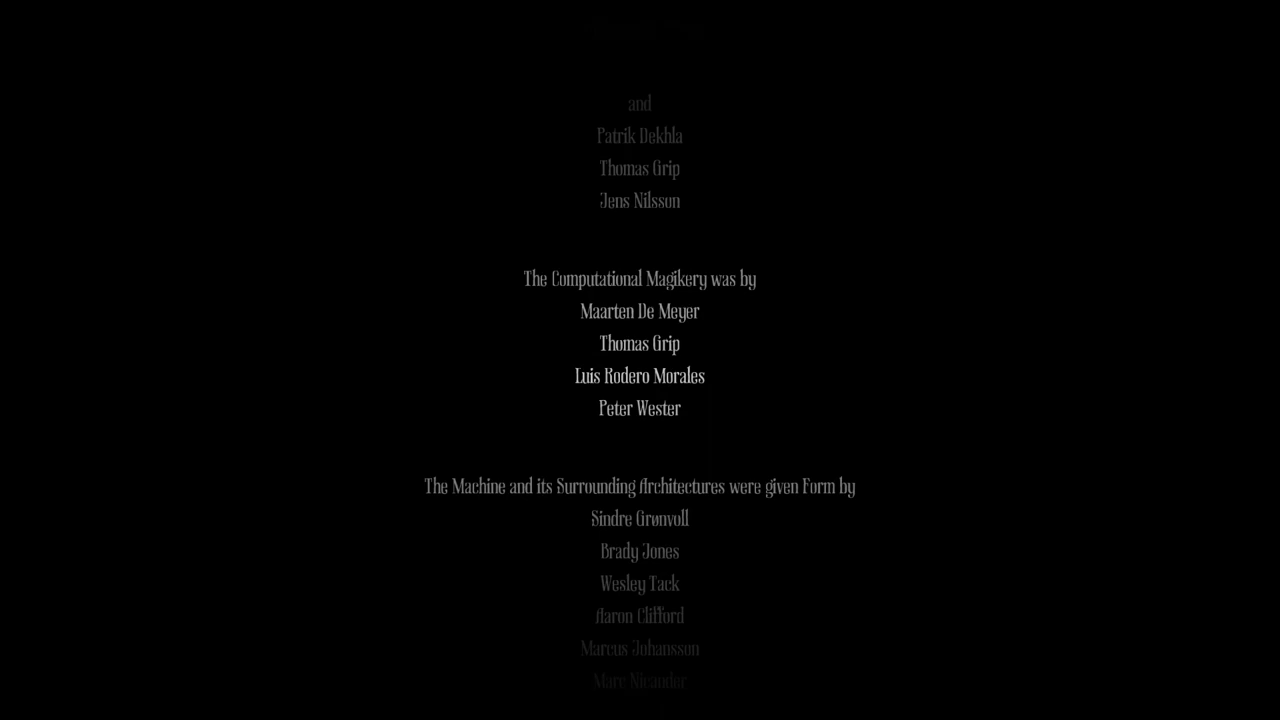 and
Patrik Dekhla
Thomas Grip
Jens Nilsson
The Computational Magikery was by
Maarten De Meyer
Thomas Grip
Luis Rodero Morales
Peter Wester
The Machine and its Surrounding Architectures were given Form by
Sindre Grønvoll
Brady Jones
Wesley Tack
Aaron Clifford
Marcus Johansson
Marc Nicander